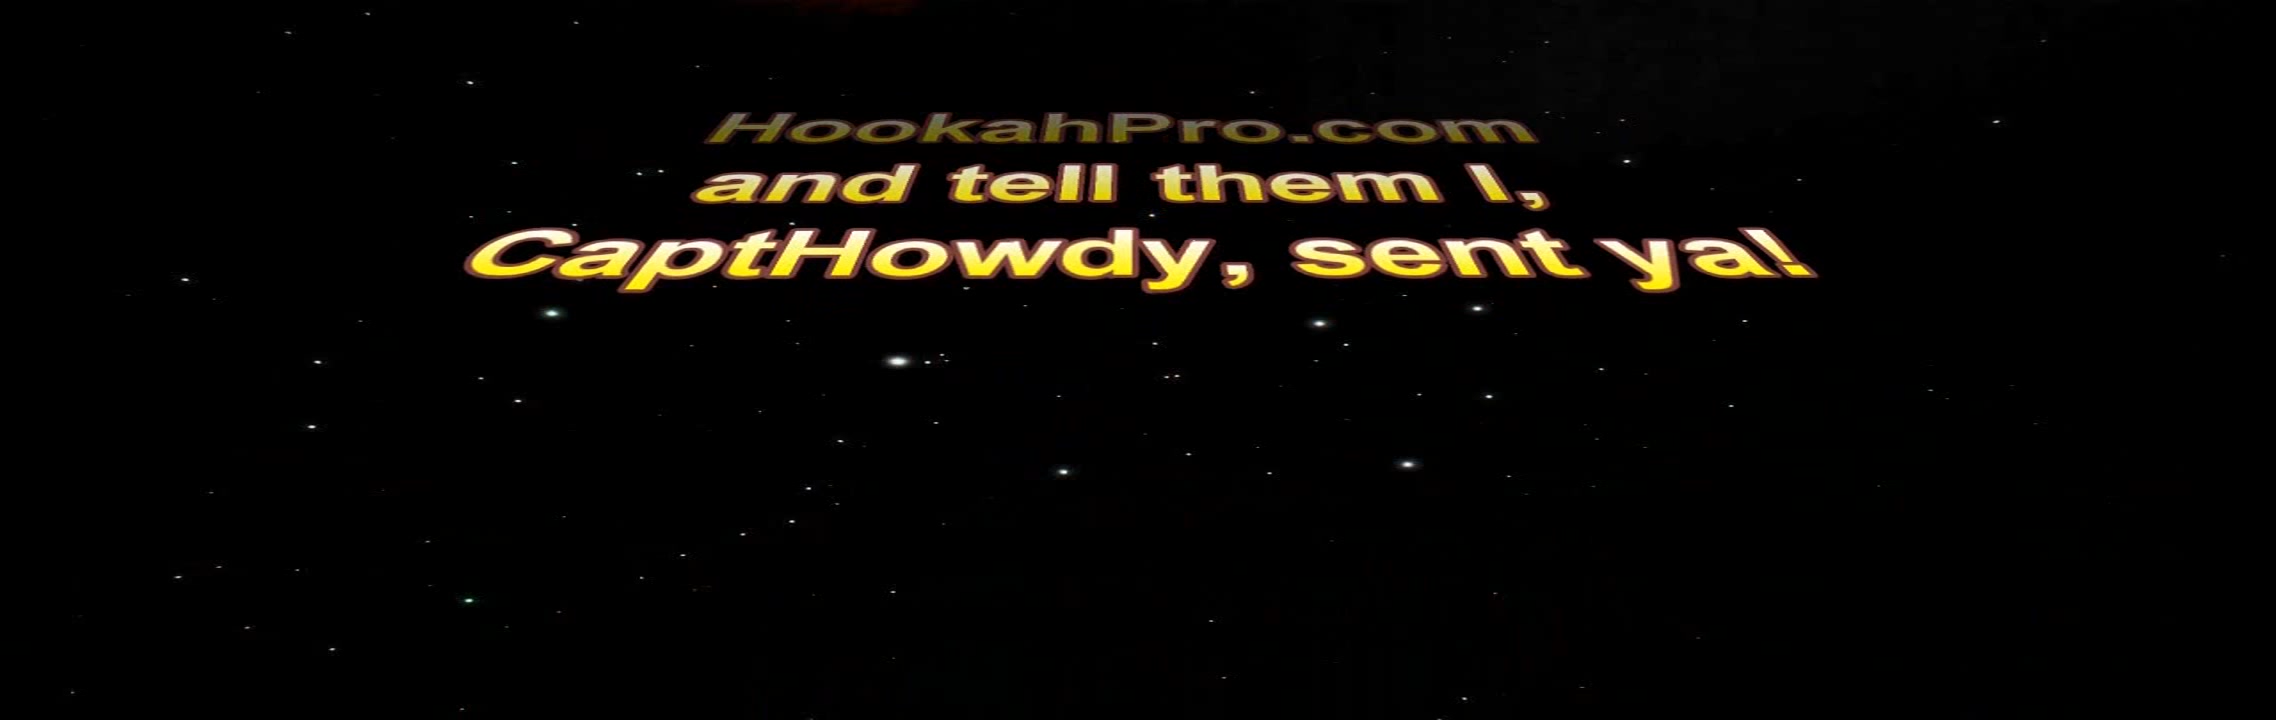 HookahPro.com
and tell them I,
CaptHowdy, sent ya!